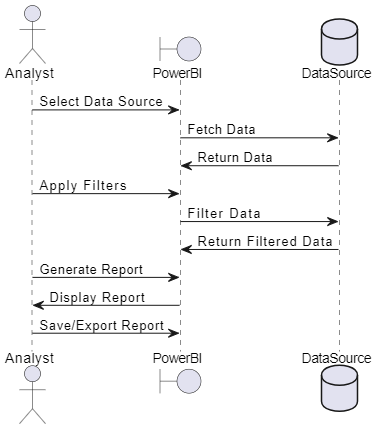 Analyst PowerBI DataSource
Select Data Source
Fetch Data
Return Data
Apply Filters
Filter Data
Return Filtered Data
Generate Report
Display Report
Save/Export Report
Analyst PowerBI DataSource